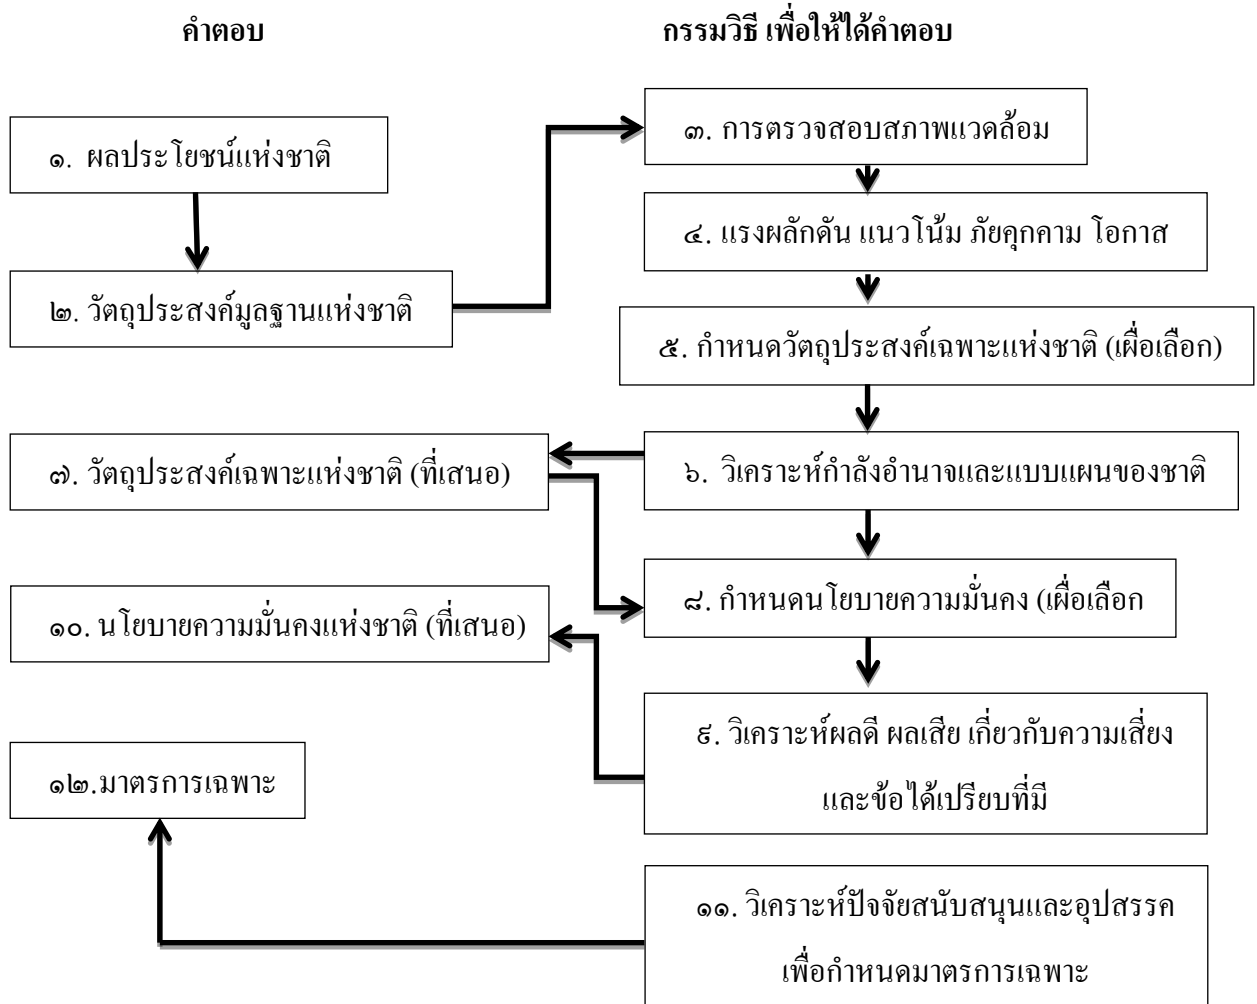 คำตอบ
กรรมวิธี เพื่อให้ได้คำตอบ
๑. ผลประโยชน์แห่งชาติ
๒. วัตถุประสงค์มูลฐานแห่งชาติ
๓. การตรวจสอบสภาพแวดล้อม
๔. แรงผลักดัน แนวโน้ม ภัยคุกคาม โอกาส
๕. กำหนดวัตถุประสงค์เฉพาะแห่งชาติ (เผื่อเลือก)
๖. วิเคราะห์กำลังอำนาจและแบบแผนของชาติ
๗. วัตถุประสงค์เฉพาะแห่งชาติ (ที่เสนอ)
๘. กำหนดนโยบายความมั่นคง (เผื่อเลือก
๙. วิเคราะห์ผลดี ผลเสีย เกี่ยวกับความเสี่ยง
และข้อได้เปรียบที่มี
๑๐. นโยบายความมั่นคงแห่งชาติ (ที่เสนอ)
๑๑. วิเคราะห์ปัจจัยสนับสนุนและอุปสรรค
เพื่อกำหนดมาตรการเฉพาะ
๑๒.มาตรการเฉพาะ